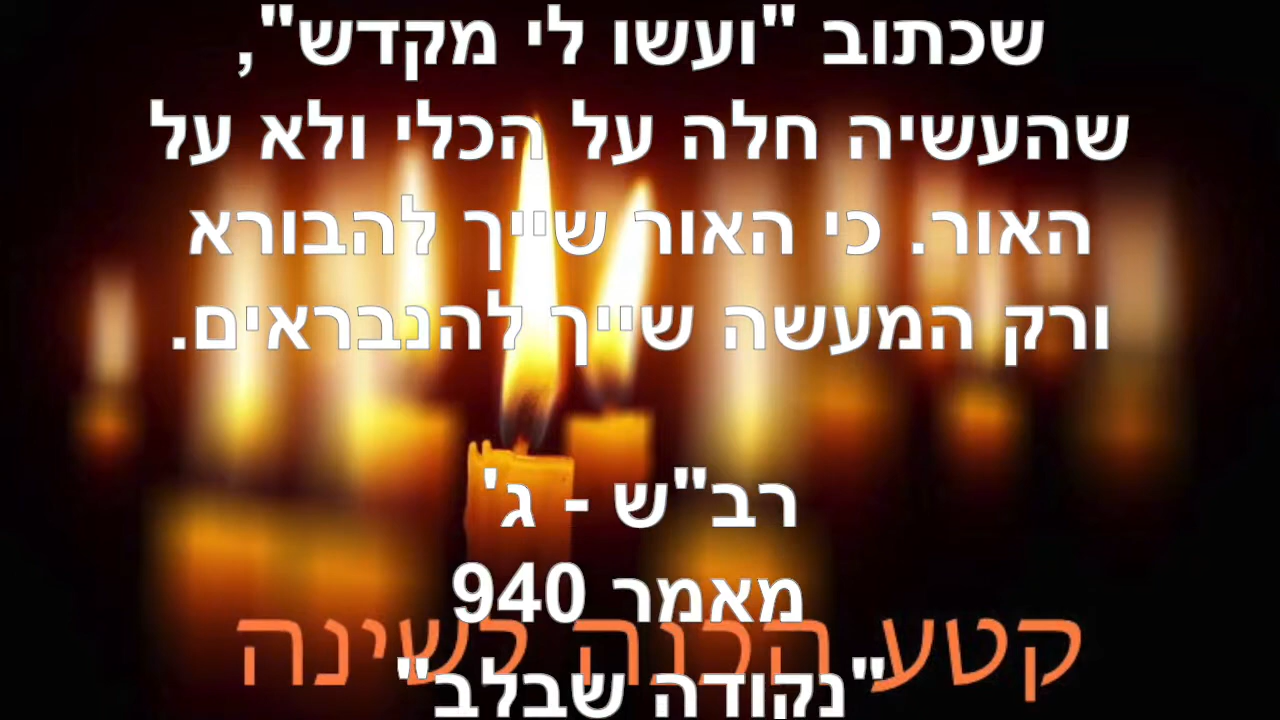 שכתוב "ועשו לי מקדש",
שהעשיה חלה על הכלי ולא על
האור. כי האור שייך להבורא
ורק המעשה שייך להנבראים.
רב"ש - ג'
מאמר 940
קטע הכנה לשינה
"נקודה שבלב"